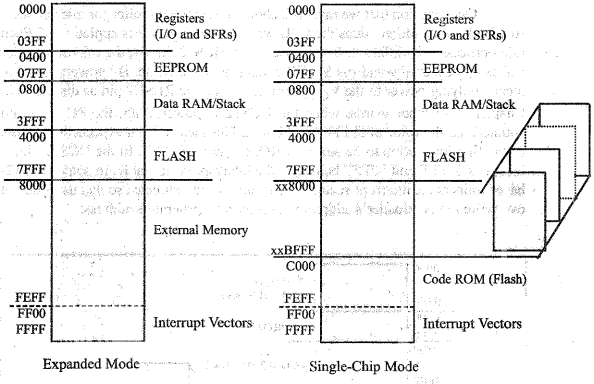 0000
Registers
(I/O and SFRs)
03FF
0400
EEPROM
07FF
0800
Data RAM/Stack
3FFF
4000
FLASH
7FFF
8000
External Memory
FEFF
FF00
Interrupt Vectors
FFFF
Expanded Mode
0000
Registers
(I/O and SFRs)
03FF
0400
EEPROM
07FF
0800
Data RAM/Stack
3FFF
4000
FLASH
7FFF
xx8000
xxBFFF
C000
Code ROM (Flash)
FEFF
FF00
Interrupt Vectors
FFFF
Single-Chip Mode